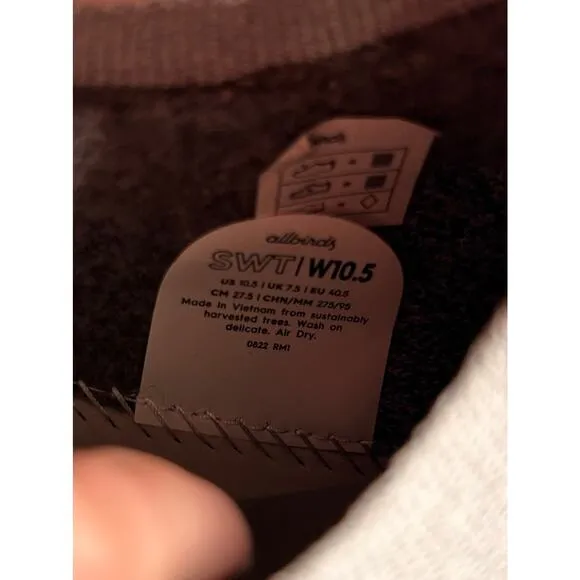 allbirds
SWT | W10.5
US 10.5 | UK 7.5 | EU 40.5
CM 27.5 | CHN/MM 275/95
Made in Vietnam from sustainably
harvested trees. Wash on
delicate. Air Dry.
0822 RM1